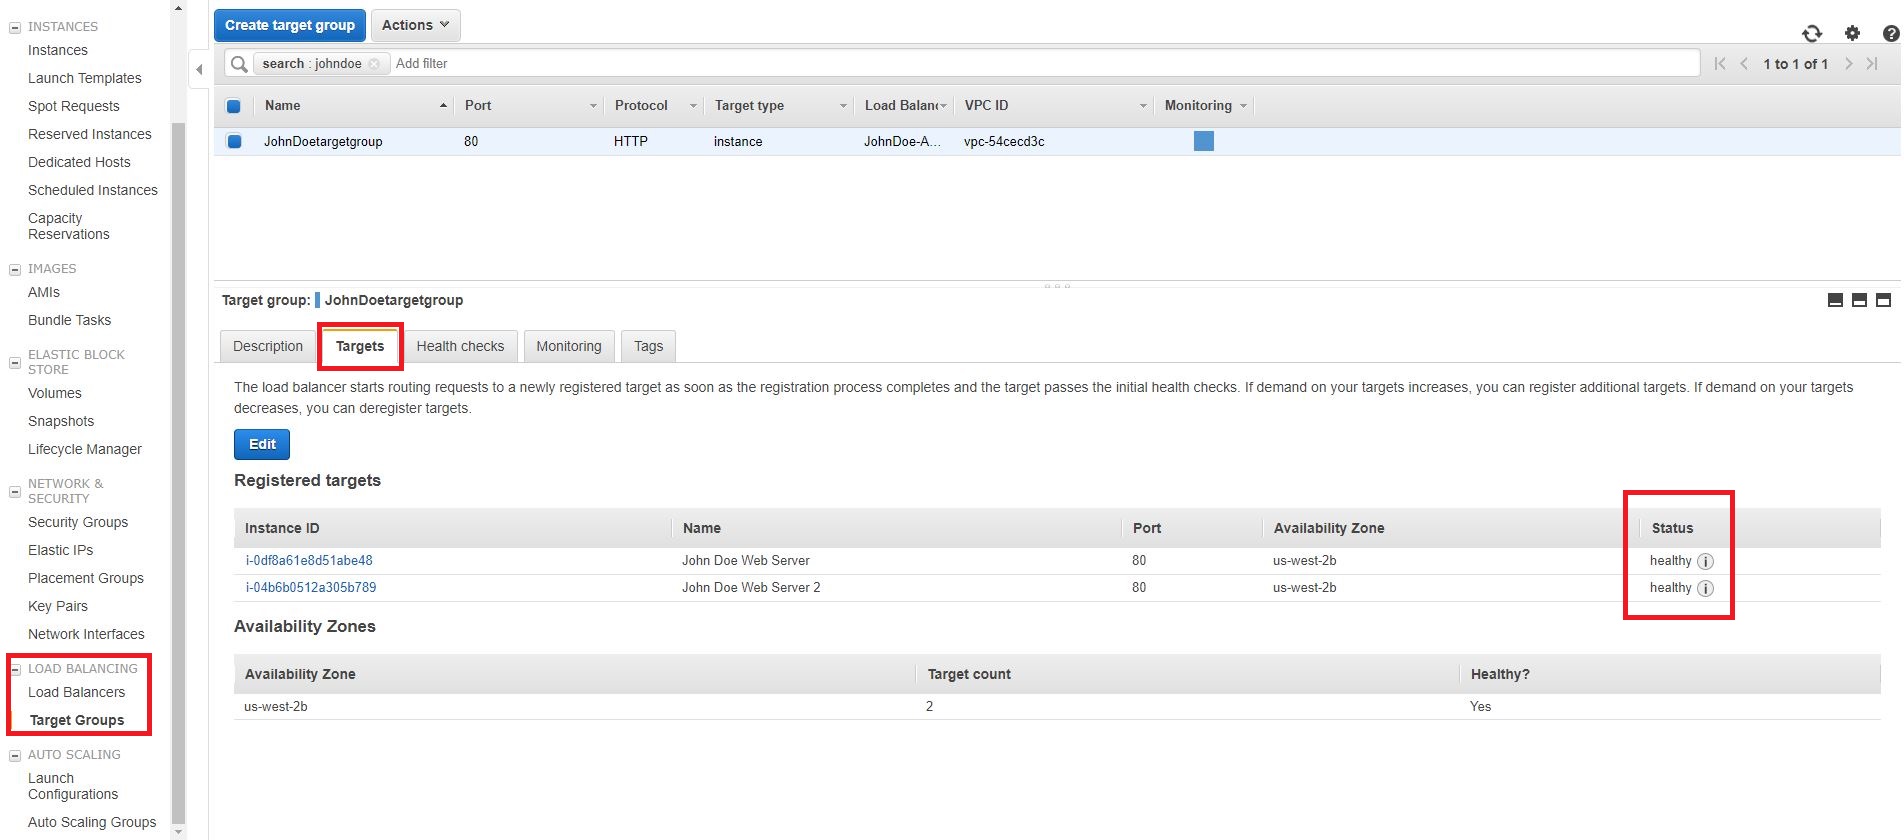 INSTANCES
Instances
Launch Templates
Spot Requests
Reserved Instances
Dedicated Hosts
Scheduled Instances
Capacity
Reservations
IMAGES
AMIs
Bundle Tasks
ELASTIC BLOCK
STORE
Volumes
Snapshots
Lifecycle Manager
NETWORK &
SECURITY
Security Groups
Elastic IPs
Placement Groups
Key Pairs
Network Interfaces
LOAD BALANCING
Load Balancers
Target Groups
AUTO SCALING
Launch
Configurations
Auto Scaling Groups
Create target group Actions
search : johndoe Add filter 1 to 1 of 1
Name Port Protocol Target type Load Balan VPC ID Monitoring
JohnDoetargetgroup 80 HTTP instance JohnDoe-A... vpc-54cecd3c
Target group: JohnDoetargetgroup
Description Targets Health checks Monitoring Tags
The load balancer starts routing requests to a newly registered target as soon as the registration process completes and the target passes the initial health checks. If demand on your targets increases, you can register additional targets. If demand on your targets
decreases, you can deregister targets.
Edit
Registered targets
Instance ID Name Port Availability Zone Status
i-0df8a61e8d51abe48 John Doe Web Server 80 us-west-2b healthy
i-04b6b0512a305b789 John Doe Web Server 2 80 us-west-2b healthy
Availability Zones
Availability Zone Target count Healthy?
us-west-2b 2 Yes